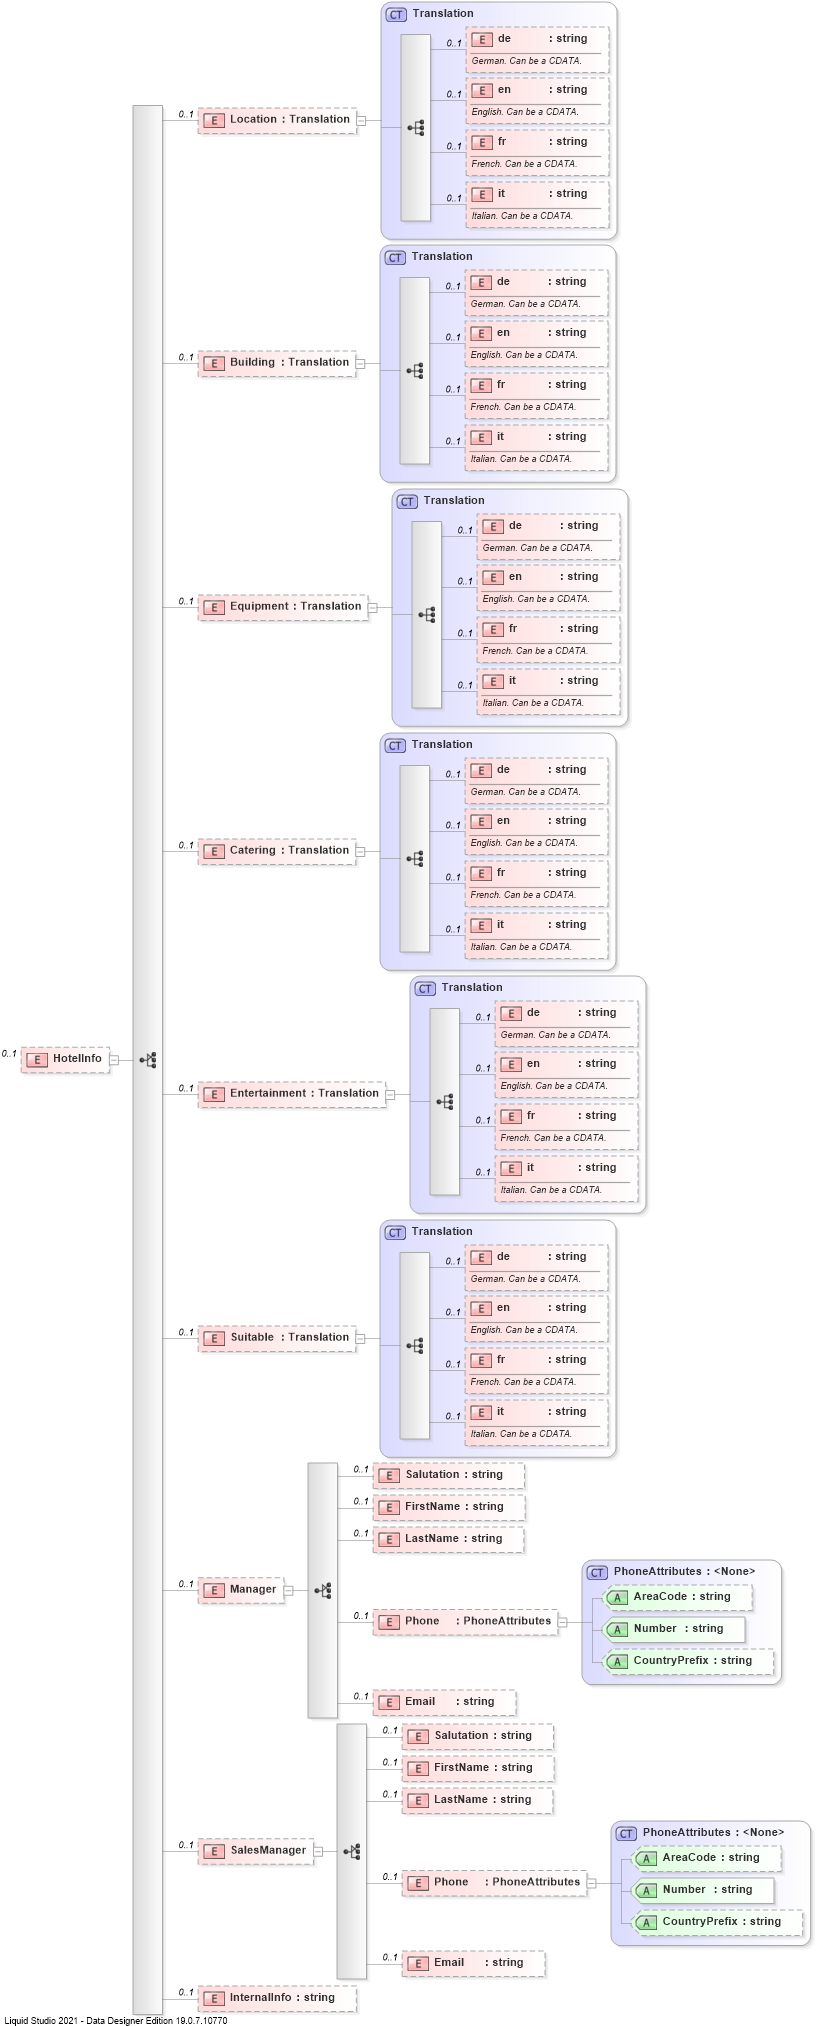 CT Translation
0..1 E de : string
German. Can be a CDATA.
0..1 E en : string
English. Can be a CDATA.
0..1 E Location : Translation
0..1 E fr : string
French. Can be a CDATA.
0..1 E it : string
Italian. Can be a CDATA.
CT Translation
0..1 E de : string
German. Can be a CDATA.
0..1 E en : string
English. Can be a CDATA.
0..1 E Building : Translation
0..1 E fr : string
French. Can be a CDATA.
0..1 E it : string
Italian. Can be a CDATA.
CT Translation
0..1 E de : string
German. Can be a CDATA.
0..1 E en : string
English. Can be a CDATA.
0..1 E Equipment : Translation
0..1 E fr : string
French. Can be a CDATA.
0..1 E it : string
Italian. Can be a CDATA.
CT Translation
0..1 E de : string
German. Can be a CDATA.
0..1 E en : string
English. Can be a CDATA.
0..1 E Catering : Translation
0..1 E fr : string
French. Can be a CDATA.
0..1 E it : string
Italian. Can be a CDATA.
CT Translation
0..1 E de : string
German. Can be a CDATA.
0..1 E HotelInfo
0..1 E en : string
English. Can be a CDATA.
0..1 E Entertainment : Translation
0..1 E fr : string
French. Can be a CDATA.
0..1 E it : string
Italian. Can be a CDATA.
CT Translation
0..1 E de : string
German. Can be a CDATA.
0..1 E en : string
English. Can be a CDATA.
0..1 E Suitable : Translation
0..1 E fr : string
French. Can be a CDATA.
0..1 E it : string
Italian. Can be a CDATA.
0..1 E Salutation : string
0..1 E FirstName : string
0..1 E LastName : string
CT PhoneAttributes : <None>
0..1 E Manager
A AreaCode : string
0..1 E Phone : PhoneAttributes
A Number : string
A CountryPrefix : string
0..1 E Email : string
0..1 E Salutation : string
0..1 E FirstName : string
0..1 E LastName : string
CT PhoneAttributes : <None>
0..1 E SalesManager
A AreaCode : string
0..1 E Phone : PhoneAttributes
A Number : string
A CountryPrefix : string
0..1 E Email : string
0..1 E InternalInfo : string
Liquid Studio 2021 - Data Designer Edition 19.0.7.10770